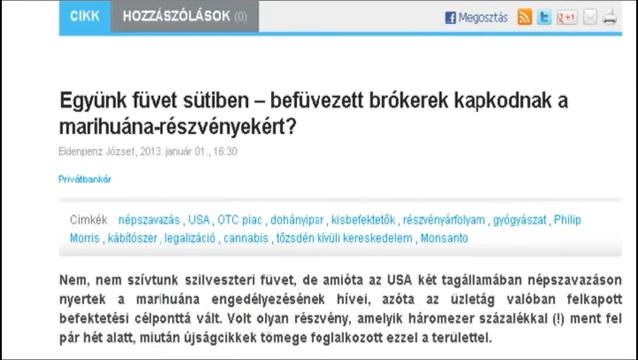 CIKK HOZZÁSZÓLÁSOK (0) Megosztás +1
Együnk füvet sütiben – befüvezett brókerek kapkodnak a
marihuána-részvényekért?
Eidenpenz József, 2013. január 01., 16:30
Privátbankár
Cimkék népszavazás , USA , OTC piac , dohányipar , kisbefektetők , részvényárfolyam , gyógyászat , Philip
Morris , kábítószer , legalizáció , cannabis , tőzsdén kívüli kereskedelem , Monsanto
Nem, nem szívtunk szilveszteri füvet, de amióta az USA két tagállamában népszavazáson
nyertek a marihuána engedélyezésének hívei, azóta az üzletág valóban felkapott
befektetési célponttá vált. Volt olyan részvény, amelyik háromezer százalékkal (!) ment fel
pár hét alatt, miután újságcikkek tömege foglalkozott ezzel a területtel.